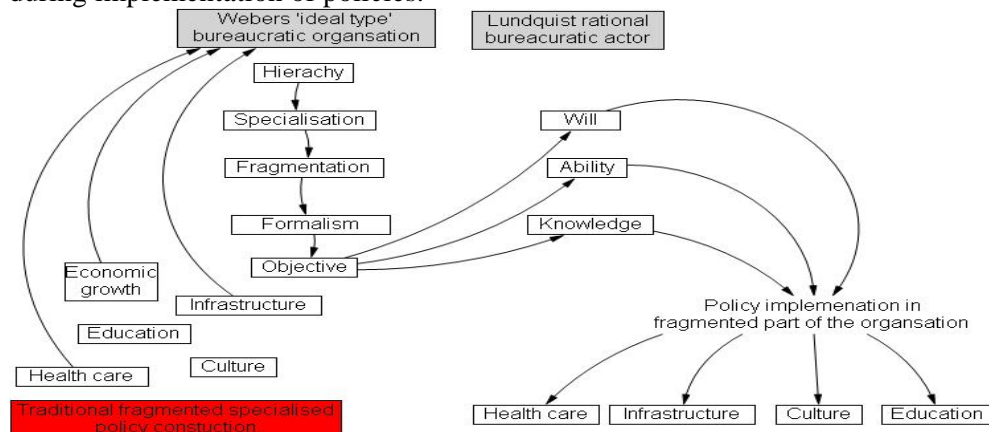 during implementation of policies.
Webers 'ideal type'
bureaucratic organsation
Lundquist rational
bureacuratic actor
Hierachy
Specialisation
Will
Fragmentation
Ability
Formalism
Knowledge
Objective
Economic
growth
Infrastructure
Policy implemenation in
fragmented part of the organsation
Education
Culture
Health care
Traditional fragmented specialised
policy constuction
Health care
Infrastructure
Culture
Education